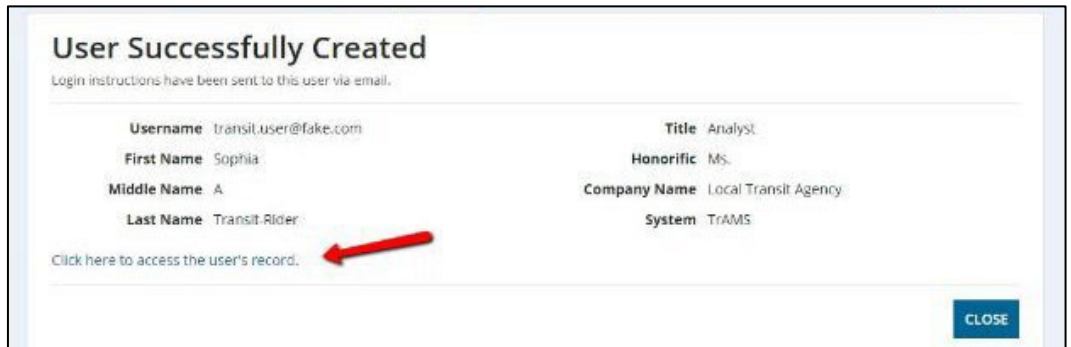 User Successfully Created
Login instructions have been sent to this user via email.
Username transit.user@fake.com Title Analyst
First Name Sophia Honorific Ms.
Middle Name A Company Name Local Transit Agency
Last Name Transit-Rider System TrAMS
Click here to access the user's record.
CLOSE